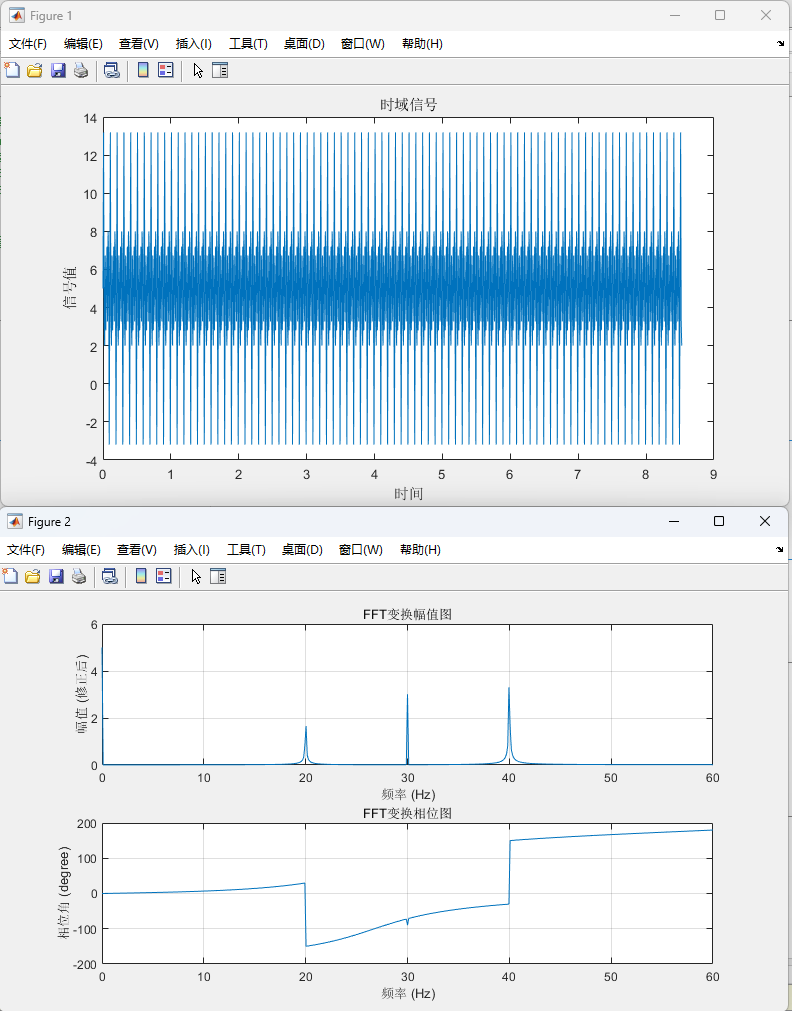 Figure 1
文件(F) 编辑(E) 查看(V) 插入(I) 工具(T) 桌面(D) 窗口(W) 帮助(H)
时域信号
14
12
10
8
6
4
2
0
-2
-4
信号值
0 1 2 3 4 5 6 7 8 9
时间
Figure 2
文件(F) 编辑(E) 查看(V) 插入(I) 工具(T) 桌面(D) 窗口(W) 帮助(H)
FFT变换幅值图
6
4
2
0
幅值 (修正后)
0 10 20 30 40 50 60
频率 (Hz)
FFT变换相位图
200
100
0
-100
-200
相位角 (degree)
0 10 20 30 40 50 60
频率 (Hz)